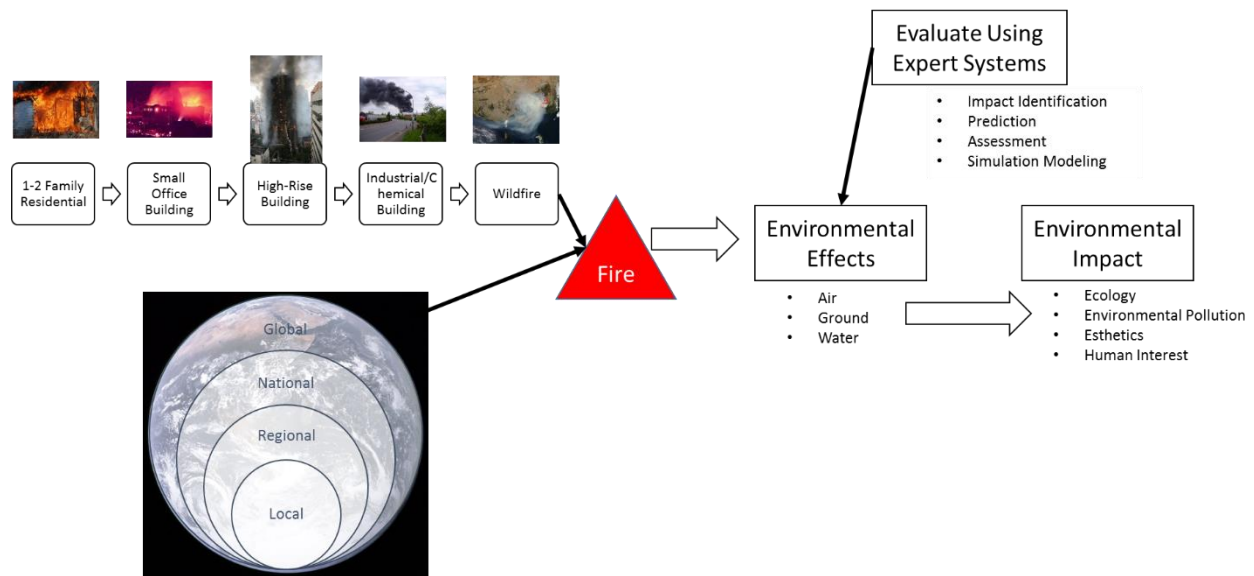 Evaluate Using
Expert Systems
• Impact Identification
• Prediction
• Assessment
• Simulation Modeling
1-2 Family
Residential
Small
Office
Building
High-Rise
Building
Industrial/C
hemical
Building
Wildfire
Fire
Environmental
Effects
• Air
• Ground
• Water
Environmental
Impact
• Ecology
• Environmental Pollution
• Esthetics
• Human Interest
Global
National
Regional
Local